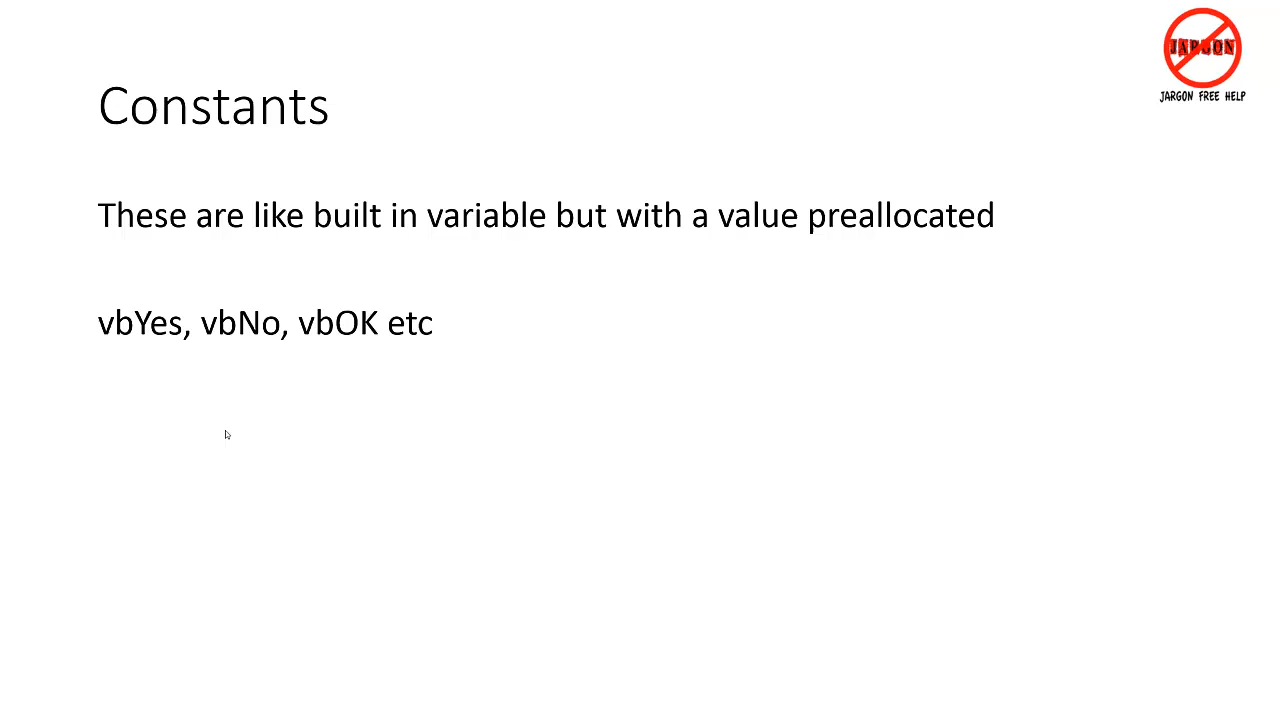 JARGON
JARGON FREE HELP
Constants
These are like built in variable but with a value preallocated
vbYes, vbNo, vbOK etc